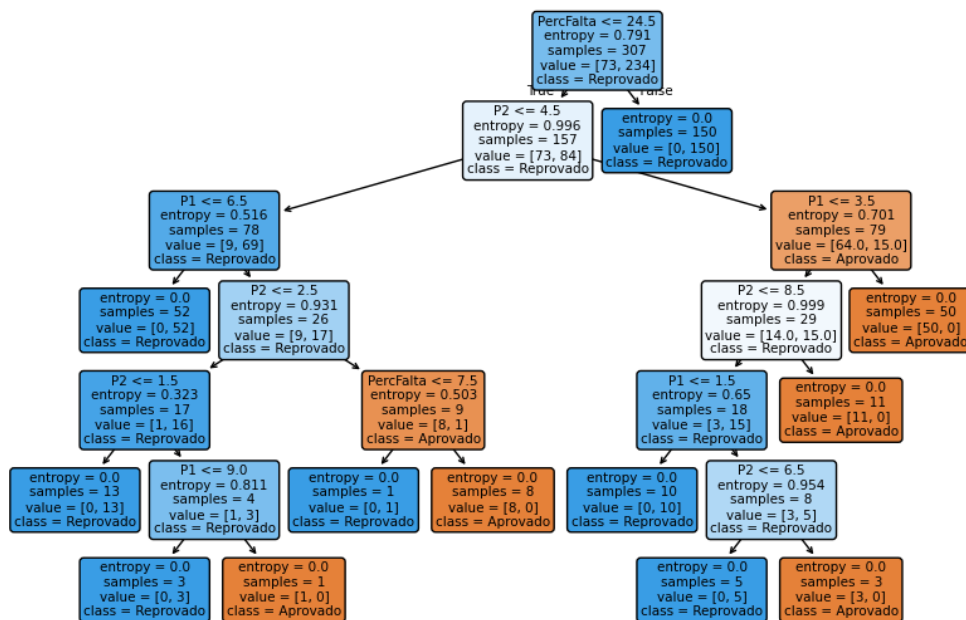 PercFalta <= 24.5
entropy = 0.791
samples = 307
value = [73, 234]
class = Reprovado
True
False
P2 <= 4.5
entropy = 0.996
samples = 157
value = [73, 84]
class = Reprovado
entropy = 0.0
samples = 150
value = [0, 150]
class = Reprovado
P1 <= 6.5
entropy = 0.516
samples = 78
value = [9, 69]
class = Reprovado
P1 <= 3.5
entropy = 0.701
samples = 79
value = [64.0, 15.0]
class = Aprovado
entropy = 0.0
samples = 52
value = [0, 52]
class = Reprovado
P2 <= 2.5
entropy = 0.931
samples = 26
value = [9, 17]
class = Reprovado
P2 <= 8.5
entropy = 0.999
samples = 29
value = [14.0, 15.0]
class = Reprovado
entropy = 0.0
samples = 50
value = [50, 0]
class = Aprovado
P2 <= 1.5
entropy = 0.323
samples = 17
value = [1, 16]
class = Reprovado
PercFalta <= 7.5
entropy = 0.503
samples = 9
value = [8, 1]
class = Aprovado
P1 <= 1.5
entropy = 0.65
samples = 18
value = [3, 15]
class = Reprovado
entropy = 0.0
samples = 11
value = [11, 0]
class = Aprovado
entropy = 0.0
samples = 13
value = [0, 13]
class = Reprovado
P1 <= 9.0
entropy = 0.811
samples = 4
value = [1, 3]
class = Reprovado
entropy = 0.0
samples = 1
value = [0, 1]
class = Reprovado
entropy = 0.0
samples = 8
value = [8, 0]
class = Aprovado
entropy = 0.0
samples = 10
value = [0, 10]
class = Reprovado
P2 <= 6.5
entropy = 0.954
samples = 8
value = [3, 5]
class = Reprovado
entropy = 0.0
samples = 3
value = [0, 3]
class = Reprovado
entropy = 0.0
samples = 1
value = [1, 0]
class = Aprovado
entropy = 0.0
samples = 5
value = [0, 5]
class = Reprovado
entropy = 0.0
samples = 3
value = [3, 0]
class = Aprovado